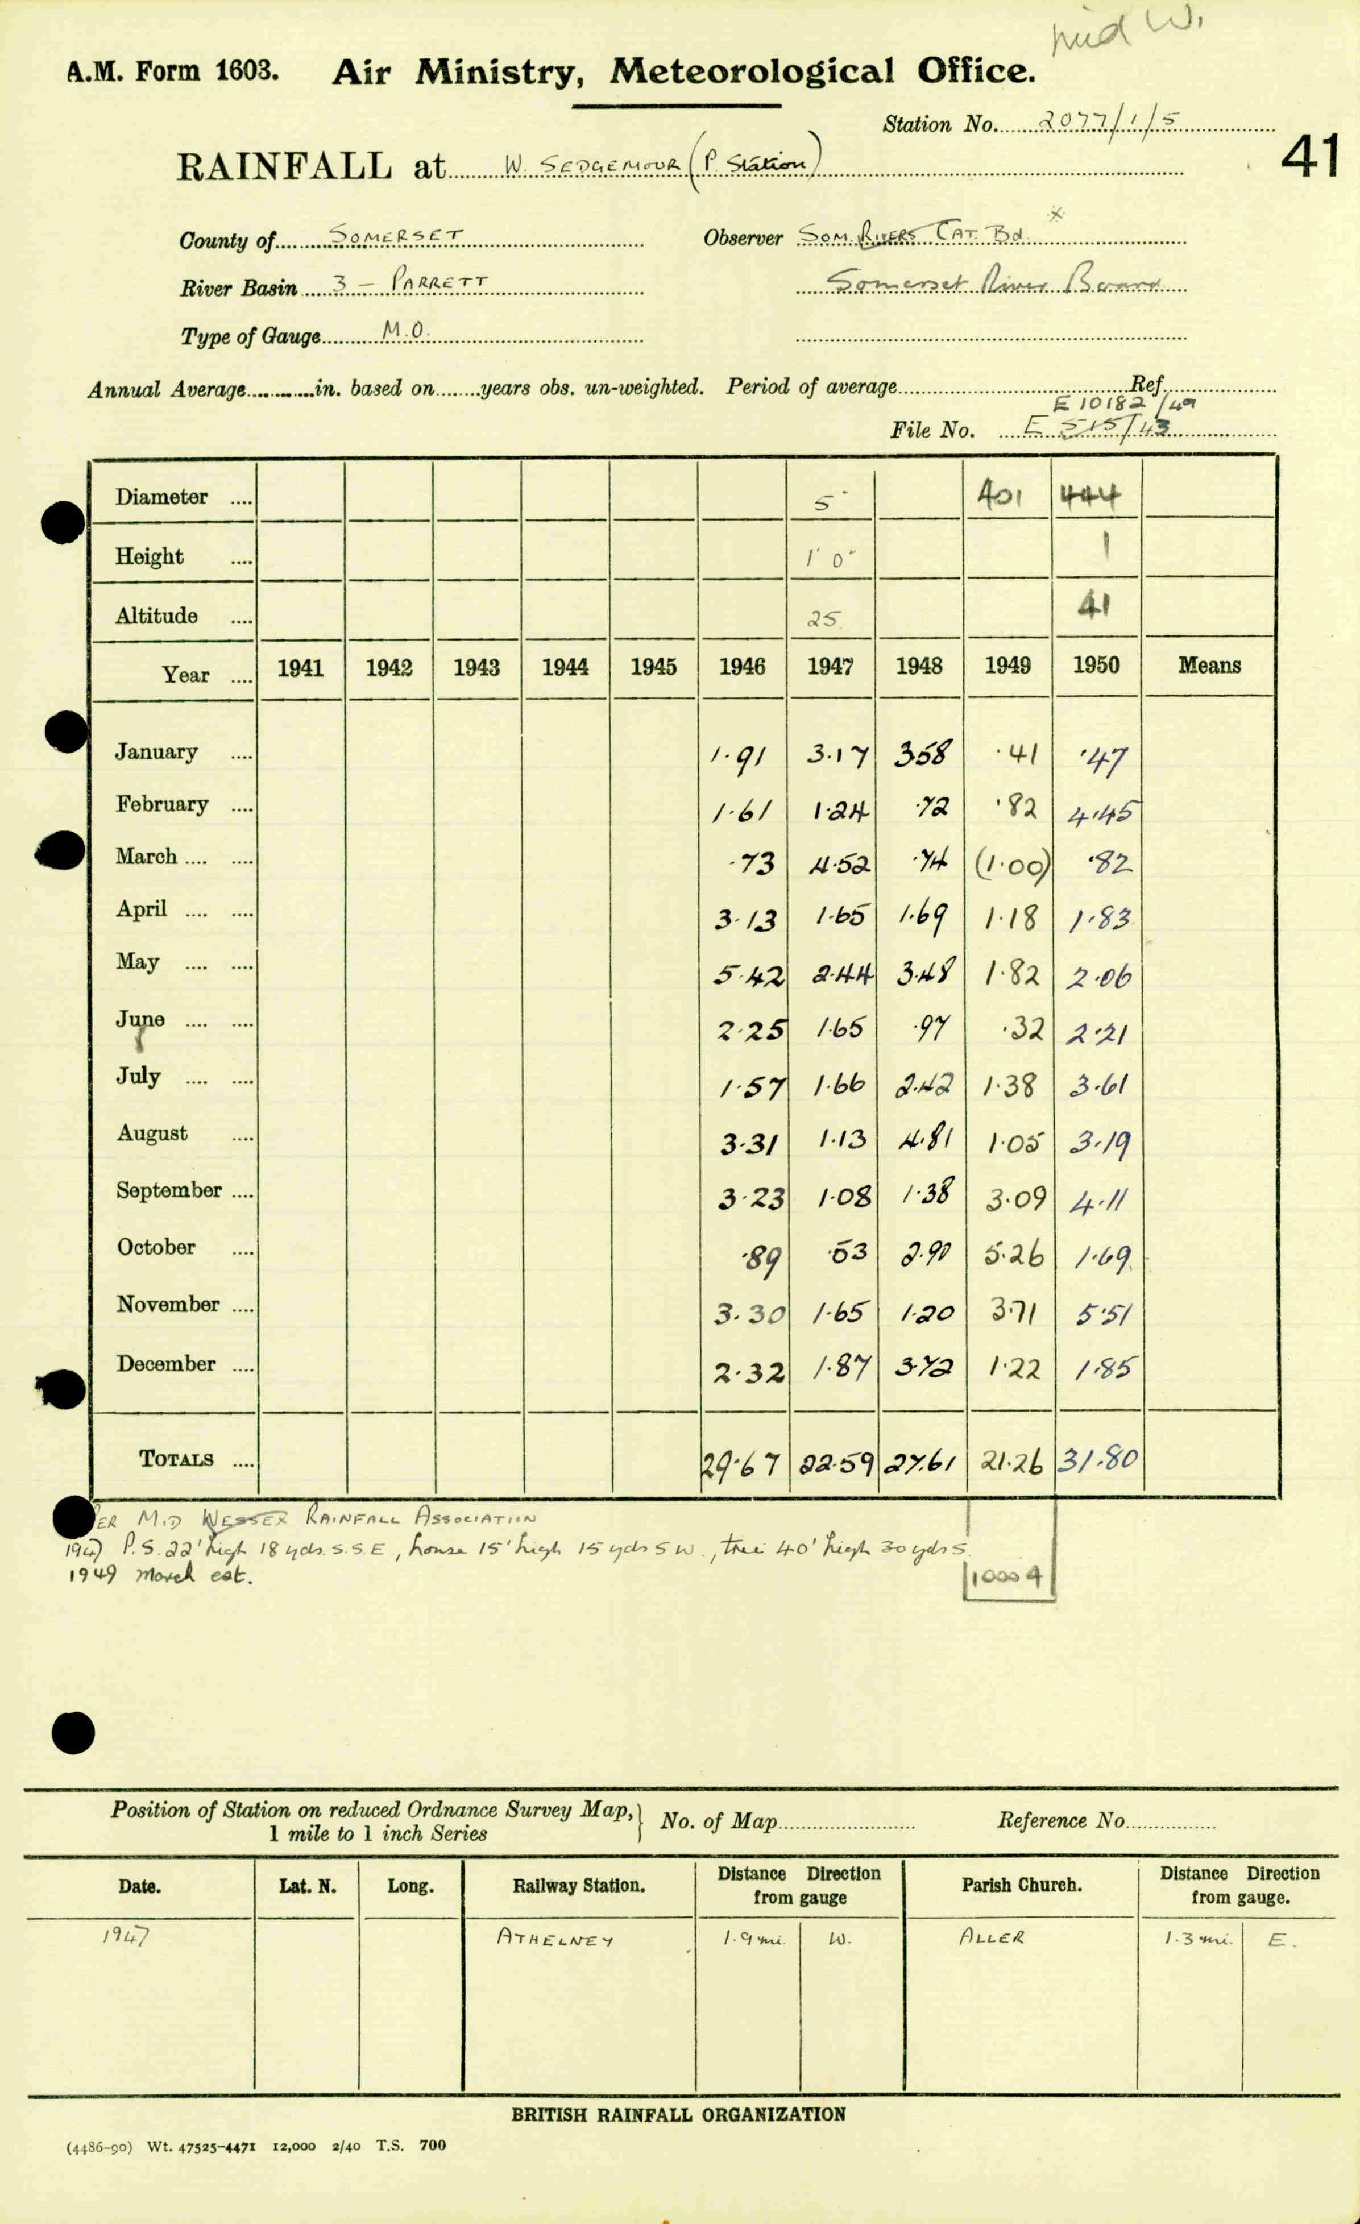 mid W.
A.M. Form 1603. Air Ministry, Meteorological Office.
Station No. 2077/1/5
41
RAINFALL at W. SEDGEMOUR (P. Station)
County of SOMERSET Observer SOM. RIVERS CAT. Bd. *
River Basin 3 - PARRETT Somerset River Board
Type of Gauge M.O.
Annual Average in. based on years obs. un-weighted. Period of average Ref.
E 10182/49
File No. E 515/43
Diameter 5" 401 444
Height 1' 0" 1
Altitude 25 41
Year 1941 1942 1943 1944 1945 1946 1947 1948 1949 1950 Means
January 1.91 3.17 3.58 .41 .47
February 1.61 1.24 .72 .82 4.45
March .73 4.52 .74 (1.00) .82
April 3.13 1.65 1.69 1.18 1.83
May 5.42 2.44 3.48 1.82 2.06
June 2.25 1.65 .97 .32 2.21
July 1.57 1.66 2.42 1.38 3.61
August 3.31 1.13 4.81 1.05 3.19
September 3.23 1.08 1.38 3.09 4.11
October .89 .53 2.90 5.26 1.69
November 3.30 1.65 1.20 3.71 5.51
December 2.32 1.87 3.72 1.22 1.85
TOTALS 29.67 22.59 27.61 21.26 31.80
PER MID WESSEX RAINFALL ASSOCIATION
1947 P.S. 22' high 18 yds. S.S.E, house 15' high 15 yds SW., tree 40' high 30 yds S.
1949 March est.
10004
Position of Station on reduced Ordnance Survey Map, 1 mile to 1 inch Series } No. of Map Reference No.
Date. Lat. N. Long. Railway Station. Distance Direction from gauge Parish Church. Distance Direction from gauge.
1947 ATHELNEY 1.9 mi. W. ALLER 1.3 mi. E.
BRITISH RAINFALL ORGANIZATION
(4486-90) Wt. 47525-4471 12,000 2/40 T.S. 700